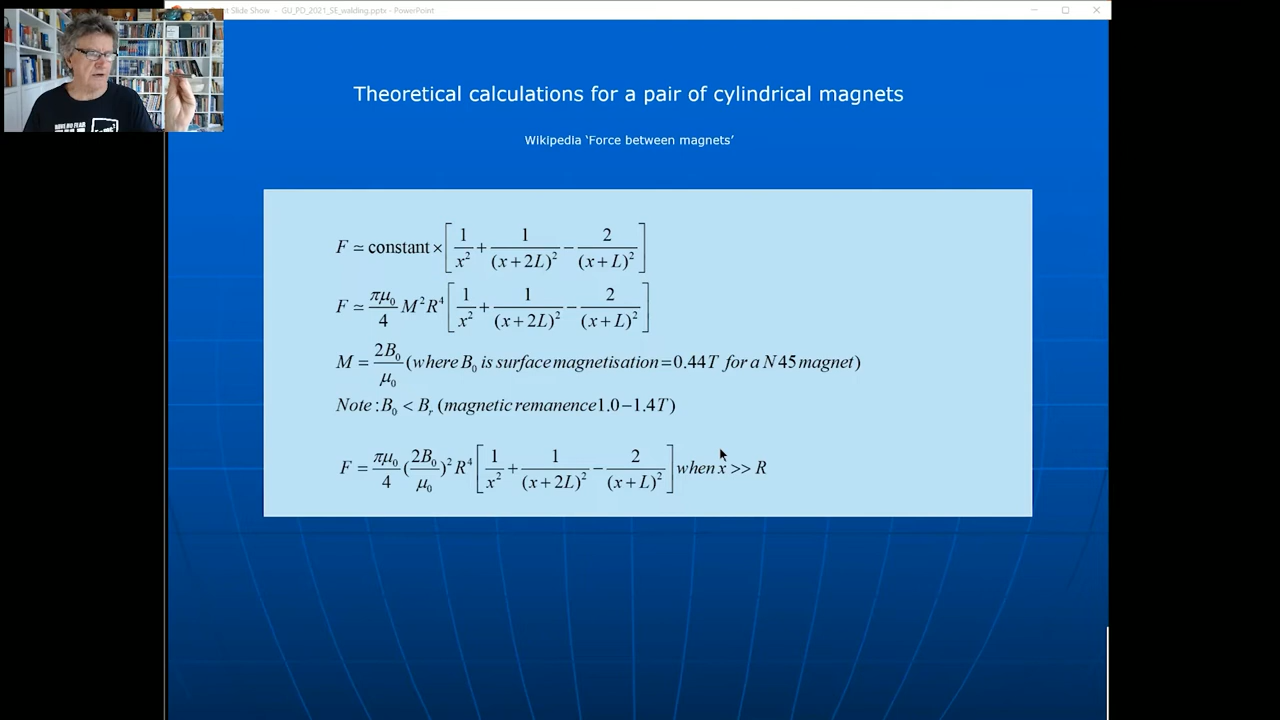 Slide Show - GU_PD_2021_SE_walding.pptx - PowerPoint
Theoretical calculations for a pair of cylindrical magnets
Wikipedia ‘Force between magnets’
F ≃ constant × [1/x² + 1/(x + 2L)² − 2/(x + L)²]
F ≃ πμ₀/4 M²R⁴ [1/x² + 1/(x + 2L)² − 2/(x + L)²]
M = 2B₀/μ₀ (where B₀ is surface magnetisation = 0.44T for a N45 magnet)
Note : B₀ < Bᵣ (magnetic remanence 1.0 − 1.4T)
F = πμ₀/4 (2B₀/μ₀)² R⁴ [1/x² + 1/(x + 2L)² − 2/(x + L)²] when x >> R